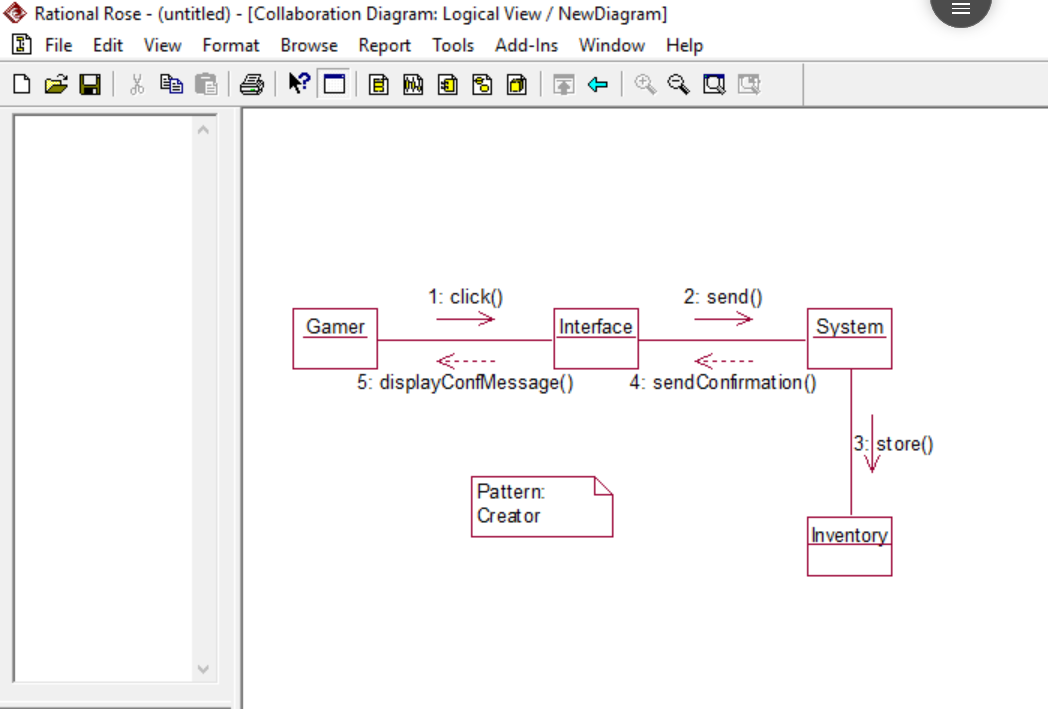 Rational Rose - (untitled) - [Collaboration Diagram: Logical View / NewDiagram]
File Edit View Format Browse Report Tools Add-Ins Window Help
1: click()
2: send()
Gamer
Interface
System
5: displayConfMessage()
4: sendConfirmation()
3: store()
Pattern:
Creator
Inventory